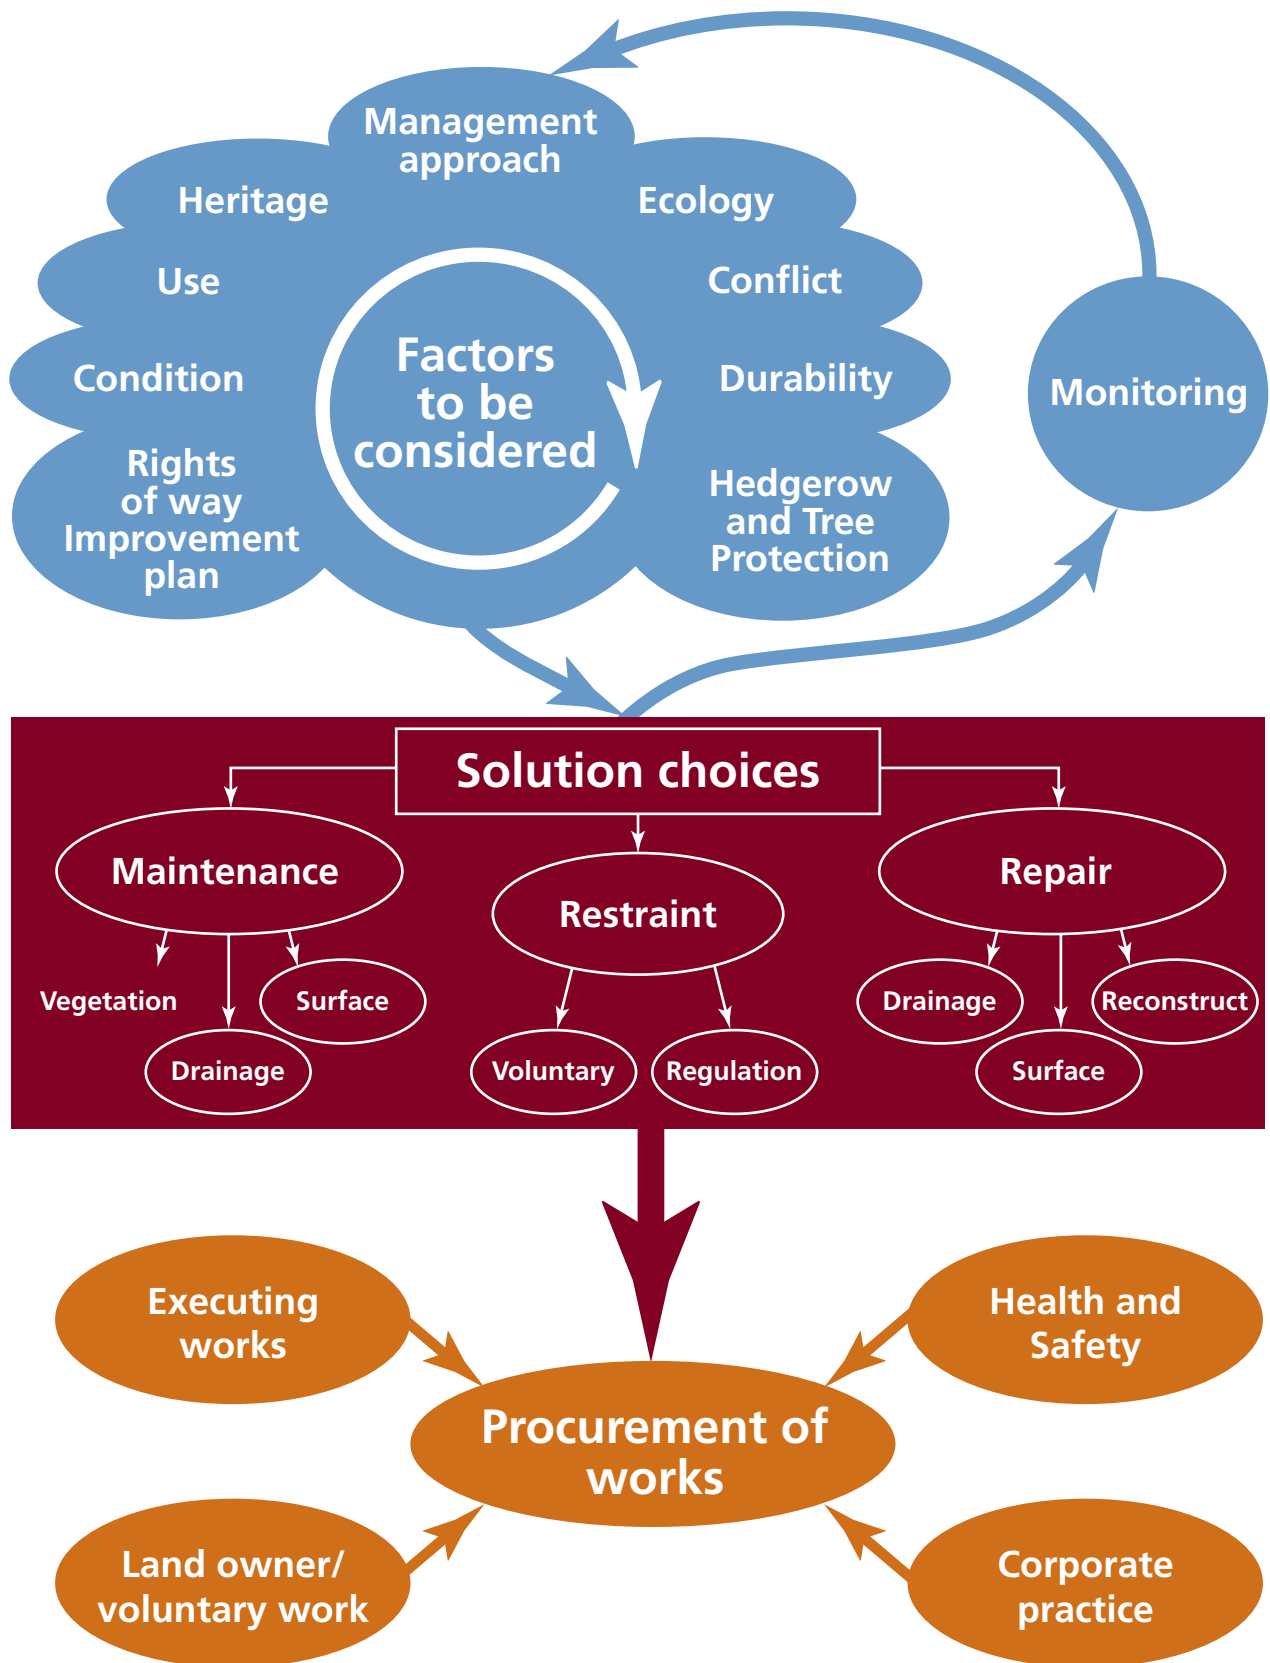 Management
approach
Heritage
Ecology
Use
Conflict
Factors
to be
considered
Condition
Durability
Monitoring
Rights
of way
Improvement
plan
Hedgerow
and Tree
Protection
Solution choices
Maintenance
Restraint
Repair
Vegetation
Surface
Drainage
Voluntary
Regulation
Drainage
Reconstruct
Surface
Executing
works
Health and
Safety
Procurement of
works
Land owner/
voluntary work
Corporate
practice